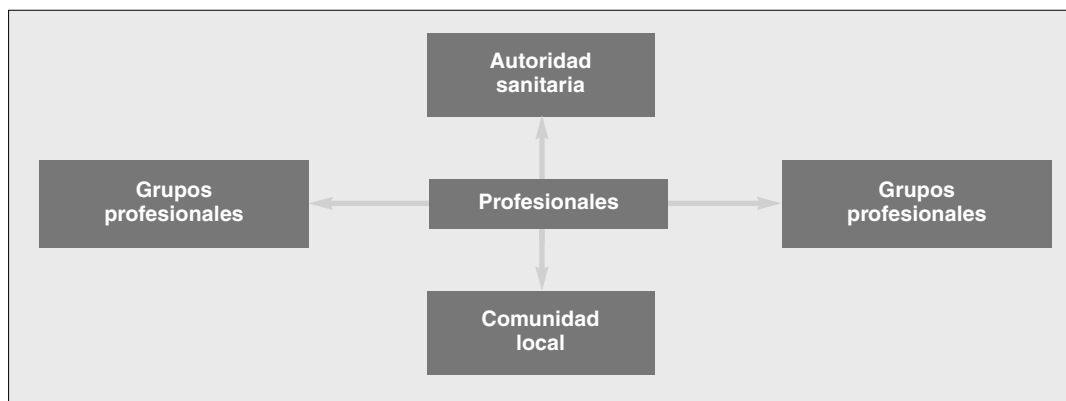 Autoridad
sanitaria
Grupos
profesionales
Profesionales
Grupos
profesionales
Comunidad
local